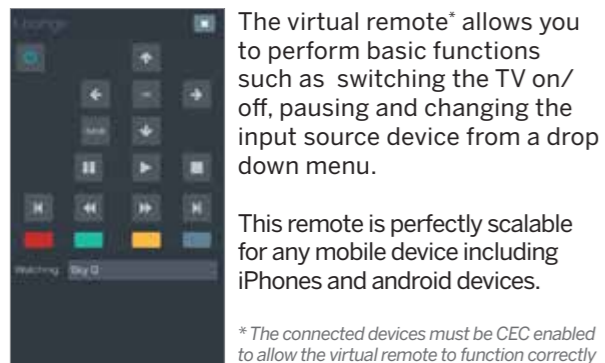 Lounge
Watching Sky Q
The virtual remote* allows you
to perform basic functions
such as switching the TV on/
off, pausing and changing the
input source device from a drop
down menu.
This remote is perfectly scalable
for any mobile device including
iPhones and android devices.
* The connected devices must be CEC enabled
to allow the virtual remote to function correctly